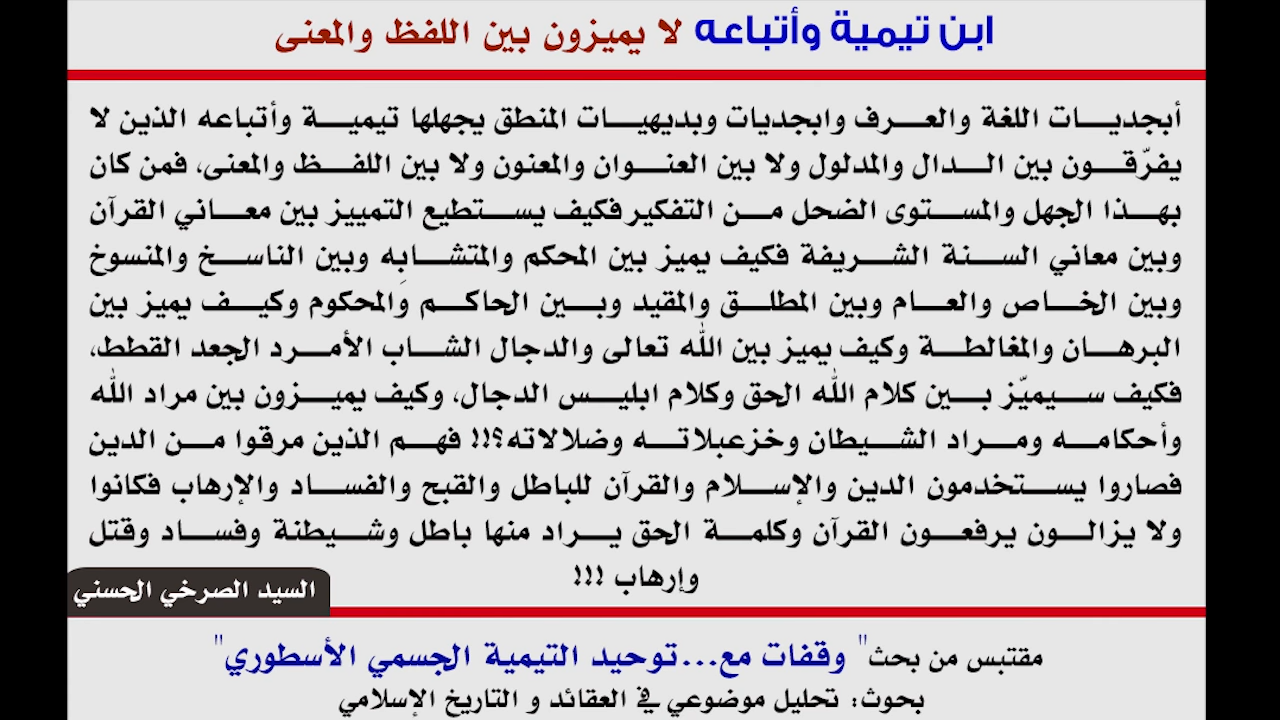 ابن تيمية وأتباعه لا يميزون بين اللفظ والمعنى
أبجديات اللغة والعرف وابجديات وبديهيات المنطق يجهلها تيمية وأتباعه الذين لا
يفرّقون بين الدال والمدلول ولا بين العنوان والمعنون ولا بين اللفظ والمعنى، فمن كان
بهذا الجهل والمستوى الضحل من التفكير فكيف يستطيع التمييز بين معاني القرآن
وبين معاني السنة الشريفة فكيف يميز بين المحكم والمتشابِه وبين الناسخ والمنسوخ
وبين الخاص والعام وبين المطلق والمقيد وبين الحاكم وَالمحكوم وكيف يميز بين
البرهان والمغالطة وكيف يميز بين الله تعالى والدجال الشاب الأمرد الجعد القطط،
فكيف سيميّز بين كلام الله الحق وكلام ابليس الدجال، وكيف يميزون بين مراد الله
وأحكامه ومراد الشيطان وخزعبلاته وضلالاته؟!! فهم الذين مرقوا من الدين
فصاروا يستخدمون الدين والإسلام والقرآن للباطل والقبح والفساد والإرهاب فكانوا
ولا يزالون يرفعون القرآن وكلمة الحق يراد منها باطل وشيطنة وفساد وقتل
وإرهاب !!!
السيد الصرخي الحسني
مقتبس من بحث" وقفات مع...توحيد التيمية الجسمي الأسطوري"
بحوث: تحليل موضوعي في العقائد و التاريخ الإسلامي